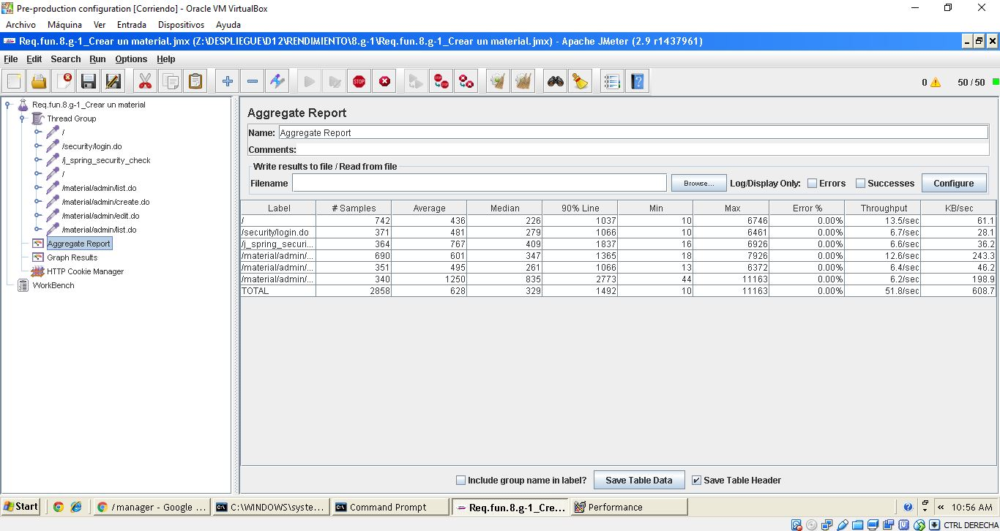 Pre-production configuration [Corriendo] - Oracle VM VirtualBox
Archivo Máquina Ver Entrada Dispositivos Ayuda
Req.fun.8.g-1_Crear un material.jmx (Z:\DESPLIEGUE\D12\RENDIMIENTO\8.g-1\Req.fun.8.g-1_Crear un material.jmx) - Apache JMeter (2.9 r1437961)
File Edit Search Run Options Help
STOP STOP 0 50 / 50
Req.fun.8.g-1_Crear un material
Thread Group
/
/security/login.do
/j_spring_security_check
/
/material/admin/list.do
/material/admin/create.do
/material/admin/edit.do
/material/admin/list.do
Aggregate Report
Graph Results
HTTP Cookie Manager
WorkBench
Aggregate Report
Name: Aggregate Report
Comments:
Write results to file / Read from file
Filename Browse... Log/Display Only: Errors Successes Configure
Label # Samples Average Median 90% Line Min Max Error % Throughput KB/sec
/ 742 436 226 1037 10 6746 0.00% 13.5/sec 61.1
/security/login.do 371 481 279 1066 10 6461 0.00% 6.7/sec 28.1
/j_spring_securi... 364 767 409 1837 16 6926 0.00% 6.6/sec 36.2
/material/admin/... 690 601 347 1365 18 7926 0.00% 12.6/sec 243.3
/material/admin/... 351 495 261 1066 13 6372 0.00% 6.4/sec 46.2
/material/admin/... 340 1250 835 2773 44 11163 0.00% 6.2/sec 198.9
TOTAL 2858 628 329 1492 10 11163 0.00% 51.8/sec 608.7
Include group name in label? Save Table Data Save Table Header
Start /manager - Google ... C:\WINDOWS\syste... Command Prompt Req.fun.8.g-1_Cre... Performance « 10:56 AM
CTRL DERECHA